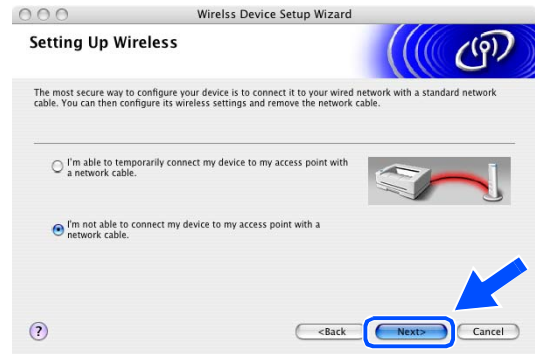 Wirelss Device Setup Wizard
Setting Up Wireless
The most secure way to configure your device is to connect it to your wired network with a standard network
cable. You can then configure its wireless settings and remove the network cable.
I'm able to temporarily connect my device to my access point with
a network cable.
I'm not able to connect my device to my access point with a
network cable.
?
<Back
Next>
Cancel